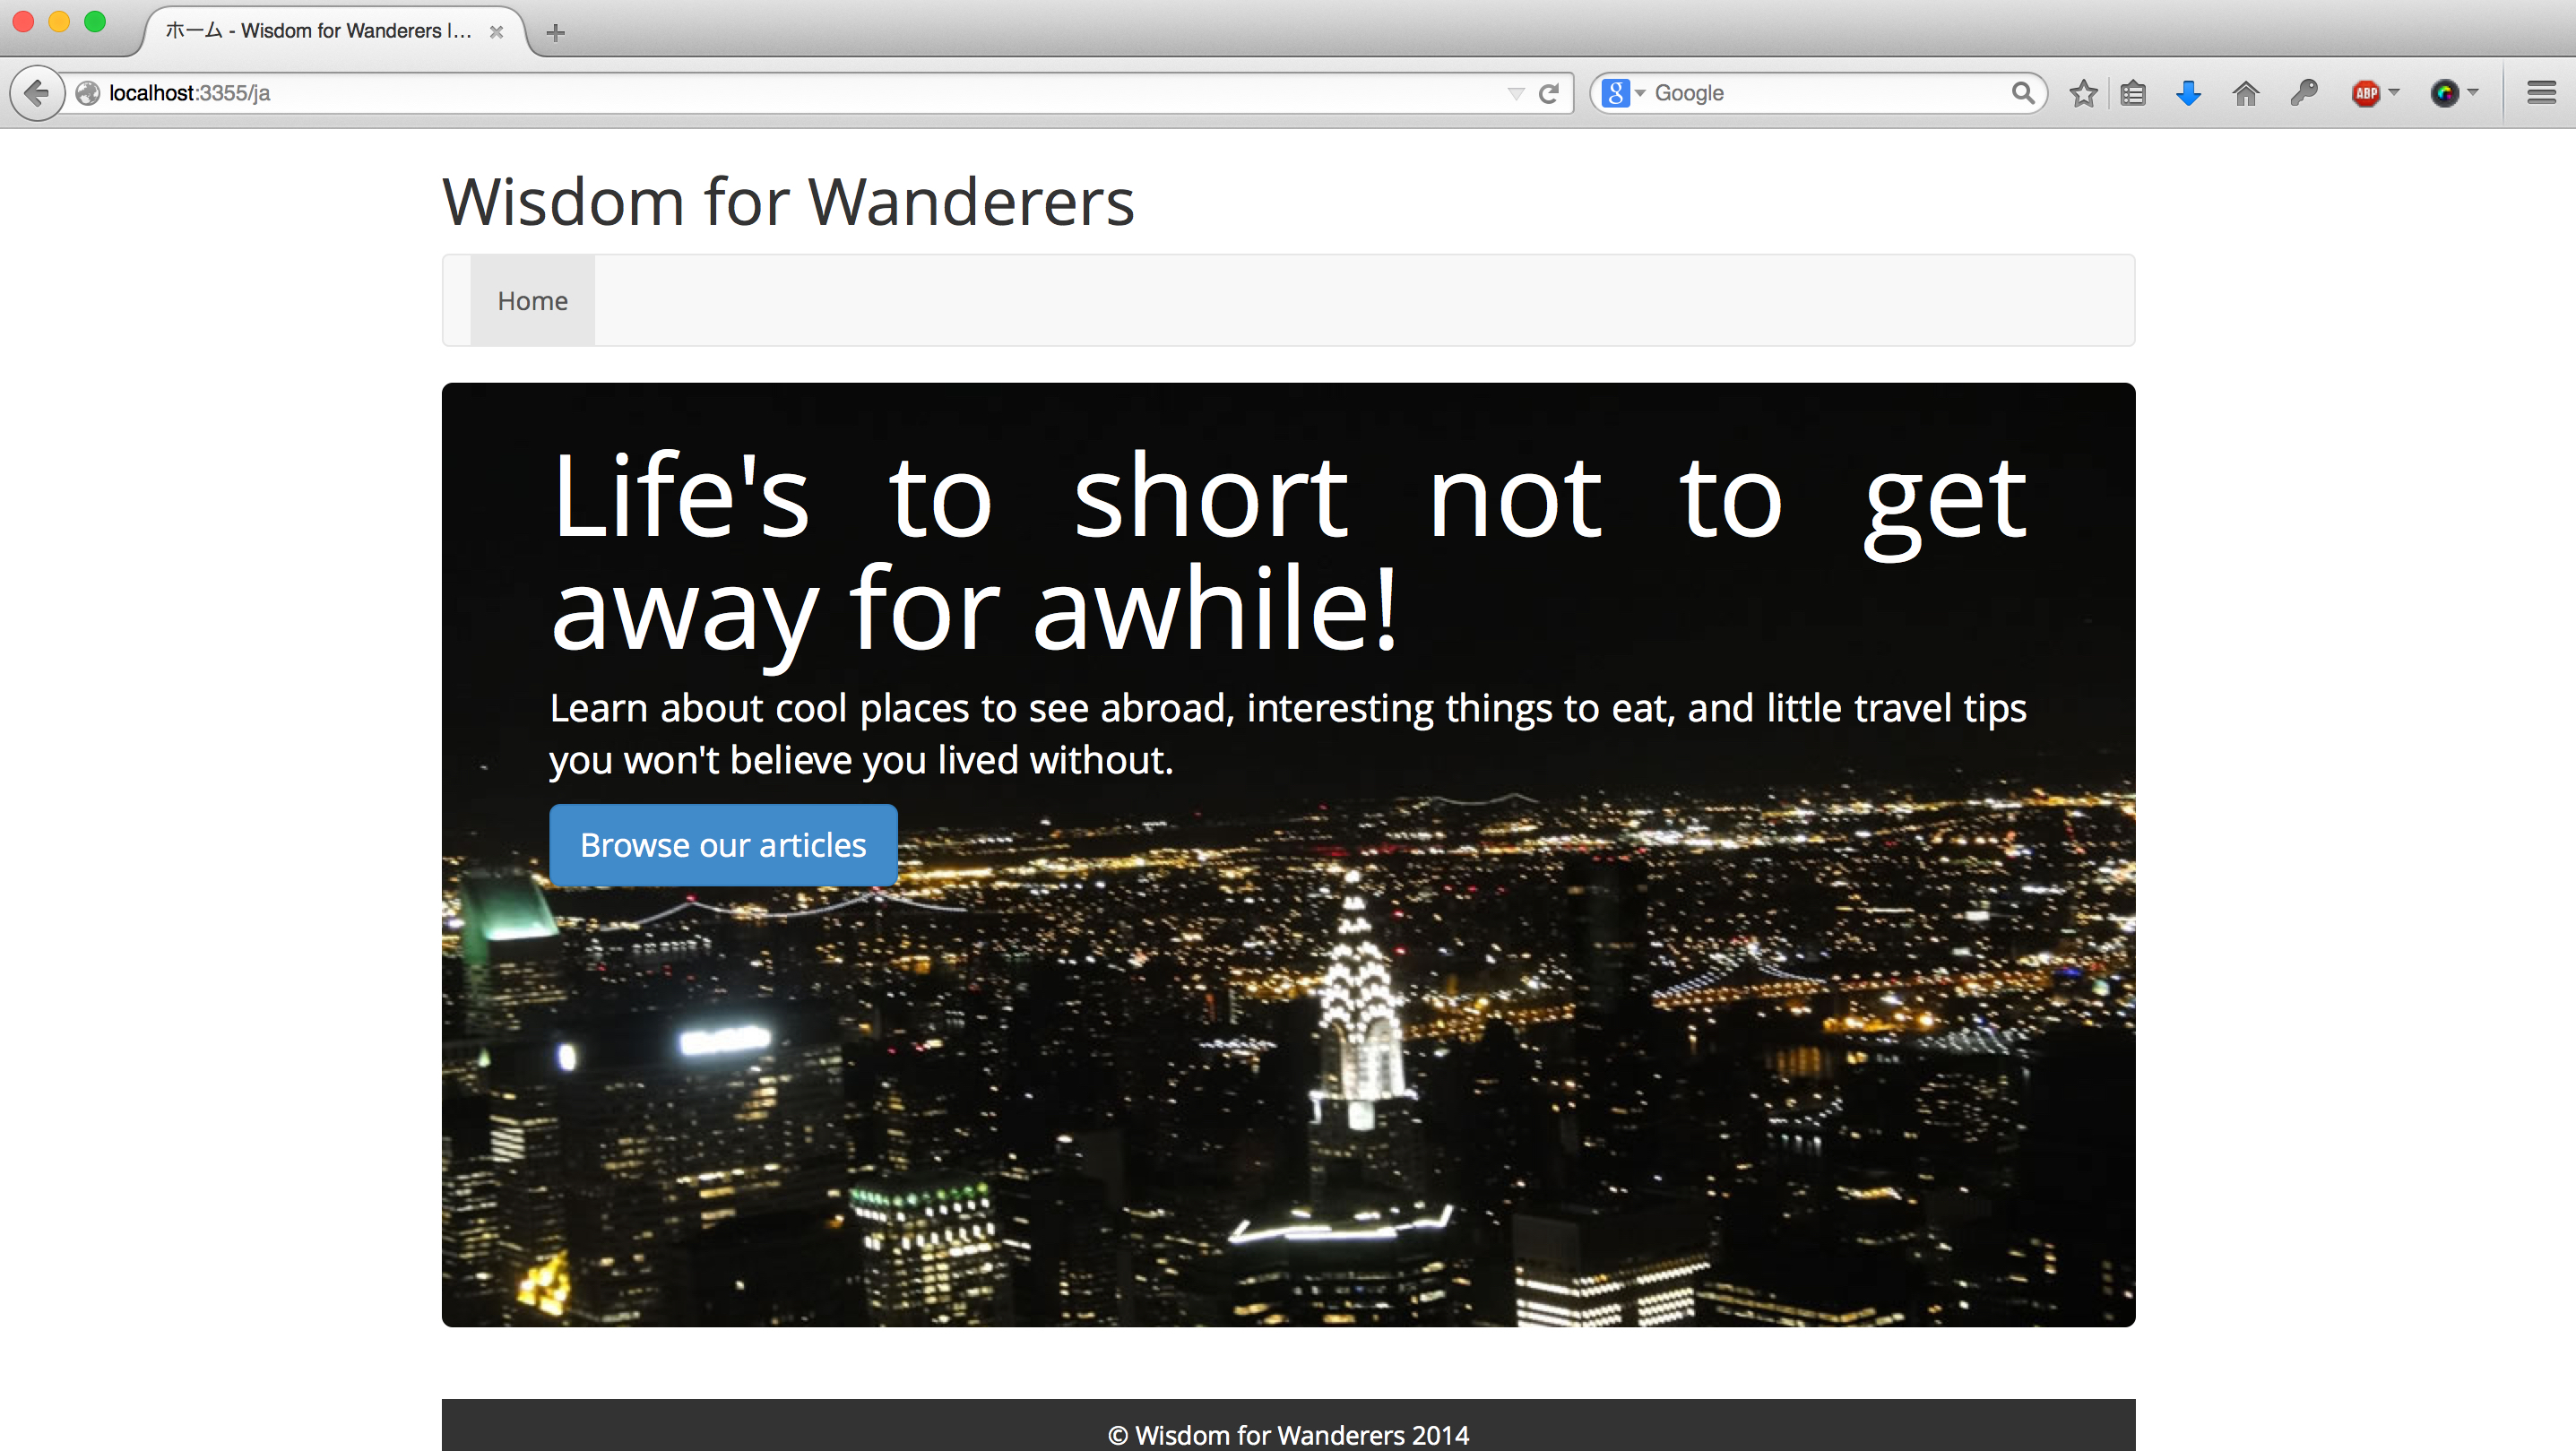 ホーム - Wisdom for Wanderers |...
localhost:3355/ja
Google
ABP
Wisdom for Wanderers
Home
Life's to short not to get
away for awhile!
Learn about cool places to see abroad, interesting things to eat, and little travel tips
you won't believe you lived without.
Browse our articles
© Wisdom for Wanderers 2014